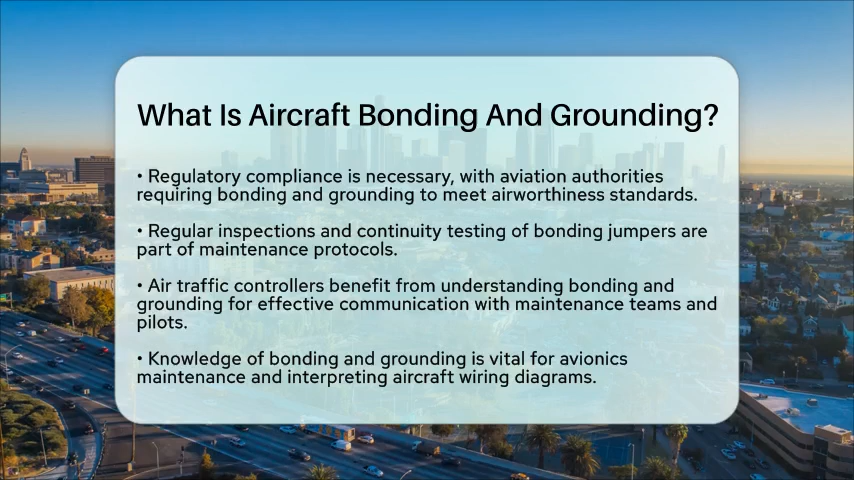 What Is Aircraft Bonding And Grounding?
• Regulatory compliance is necessary, with aviation authorities
requiring bonding and grounding to meet airworthiness standards.
• Regular inspections and continuity testing of bonding jumpers are
part of maintenance protocols.
• Air traffic controllers benefit from understanding bonding and
grounding for effective communication with maintenance teams and
pilots.
• Knowledge of bonding and grounding is vital for avionics
maintenance and interpreting aircraft wiring diagrams.